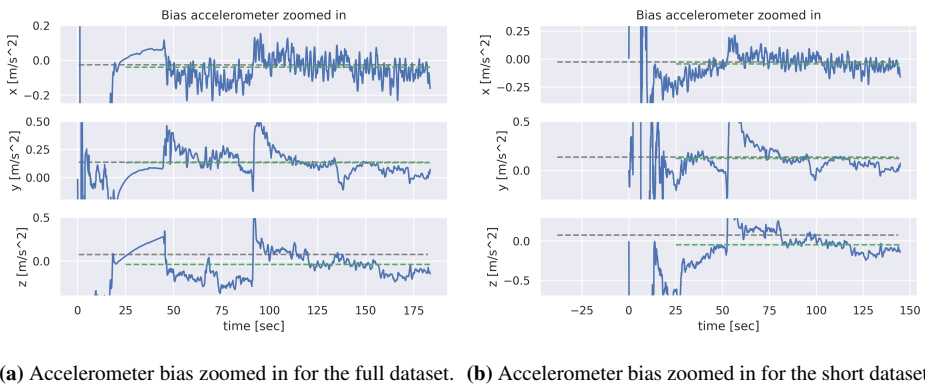 Bias accelerometer zoomed in
0.2
0.0
−0.2
x [m/s^2]
0.50
0.25
0.00
y [m/s^2]
0.5
0.0
z [m/s^2]
0 25 50 75 100 125 150 175
time [sec]
Bias accelerometer zoomed in
0.25
0.00
−0.25
x [m/s^2]
0.5
0.0
y [m/s^2]
0.0
−0.5
z [m/s^2]
−25 0 25 50 75 100 125 150
time [sec]
(a) Accelerometer bias zoomed in for the full dataset.
(b) Accelerometer bias zoomed in for the short dataset